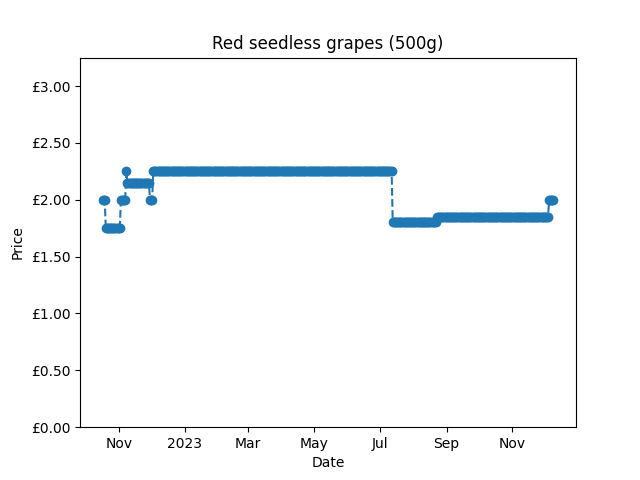 Red seedless grapes (500g)
£3.00
£2.50
£2.00
£1.50
£1.00
£0.50
£0.00
Price
Nov 2023 Mar May Jul Sep Nov
Date